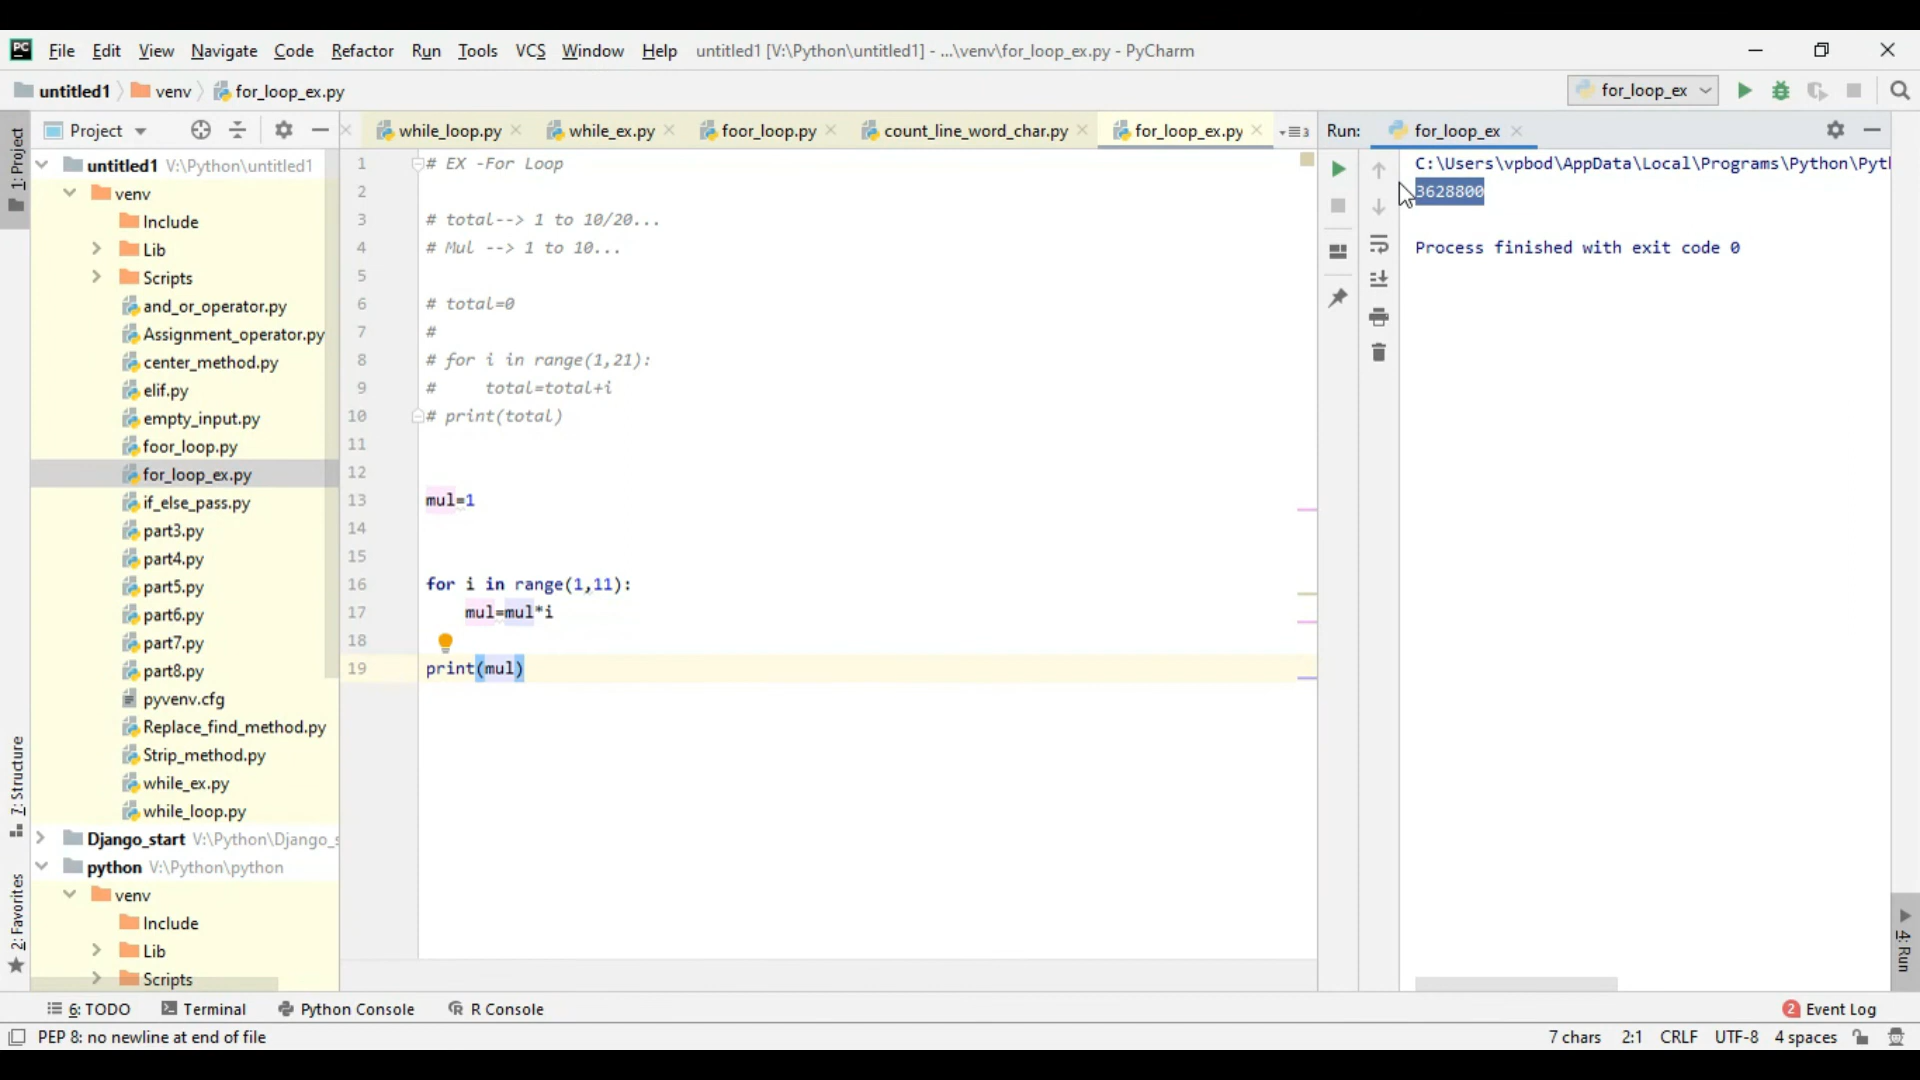 PC File Edit View Navigate Code Refactor Run Tools VCS Window Help untitled1 [V:\Python\untitled1] - ...\venv\for_loop_ex.py - PyCharm
untitled1 venv for_loop_ex.py for_loop_ex
1: Project
7: Structure
2: Favorites
Project
untitled1 V:\Python\untitled1
venv
Include
Lib
Scripts
and_or_operator.py
Assignment_operator.py
center_method.py
elif.py
empty_input.py
foor_loop.py
for_loop_ex.py
if_else_pass.py
part3.py
part4.py
part5.py
part6.py
part7.py
part8.py
pyvenv.cfg
Replace_find_method.py
Strip_method.py
while_ex.py
while_loop.py
Django_start V:\Python\Django_s
python V:\Python\python
venv
Include
Lib
Scripts
while_loop.py while_ex.py foor_loop.py count_line_word_char.py for_loop_ex.py 3
1 # EX -For Loop
2
3 # total--> 1 to 10/20...
4 # Mul --> 1 to 10...
5
6 # total=0
7 #
8 # for i in range(1,21):
9 #     total=total+i
10 # print(total)
11
12
13 mul=1
14
15
16 for i in range(1,11):
17     mul=mul*i
18
19 print(mul)
Run: for_loop_ex
C:\Users\vpbod\AppData\Local\Programs\Python\Pyt
3628800
Process finished with exit code 0
4: Run
6: TODO Terminal Python Console R Console 2 Event Log
PEP 8: no newline at end of file 7 chars 2:1 CRLF UTF-8 4 spaces